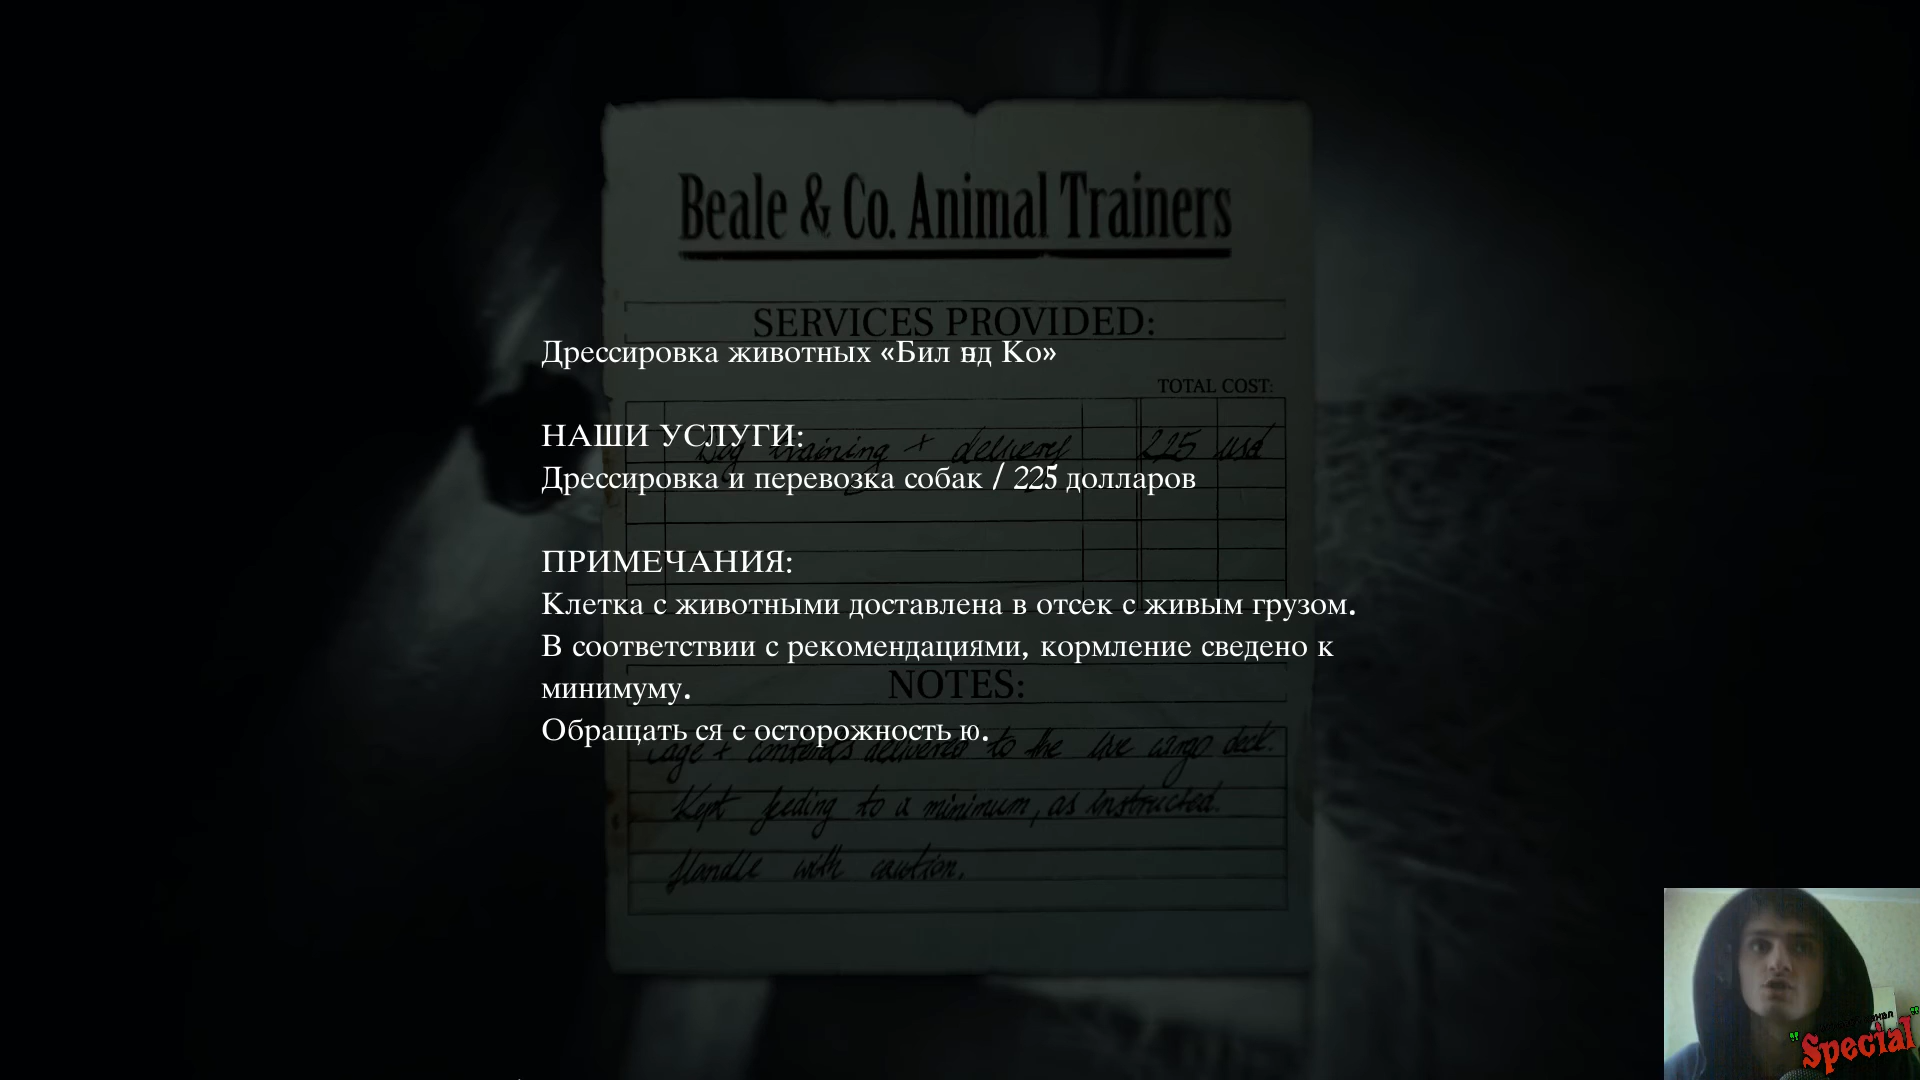 Beale & Co. Animal Trainers
SERVICES PROVIDED:
Дрессировка животных «Бил энд Ко»
TOTAL COST:
НАШИ УСЛУГИ:
Dog training + delivery 225 usd
Дрессировка и перевозка собак / 225 долларов
ПРИМЕЧАНИЯ:
Клетка с животными доставлена в отсек с живым грузом.
В соответствии с рекомендациями, кормление сведено к
минимуму.
NOTES:
Обращать ся с осторожность ю.
Cage + contents delivered to the live cargo deck.
Kept feeding to a minimum, as instructed.
Handle with caution.
"Special"